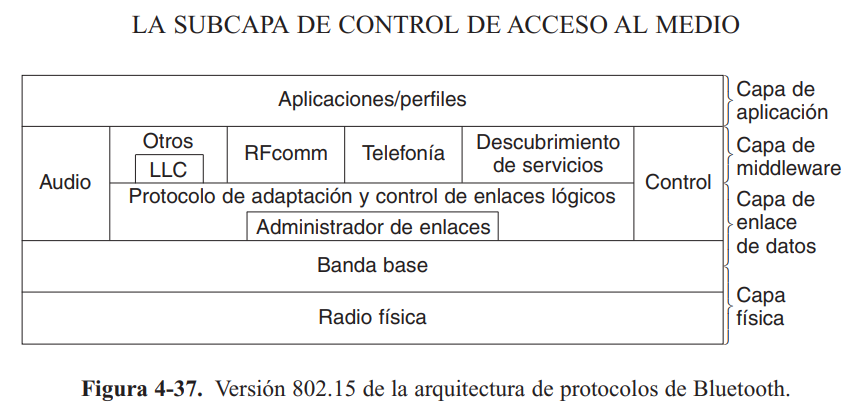 LA SUBCAPA DE CONTROL DE ACCESO AL MEDIO
Aplicaciones/perfiles
Capa de
aplicación
Audio
Otros
LLC
RFcomm
Telefonía
Descubrimiento
de servicios
Control
Capa de
middleware
Protocolo de adaptación y control de enlaces lógicos
Administrador de enlaces
Capa de
enlace
de datos
Banda base
Radio física
Capa
física
Figura 4-37. Versión 802.15 de la arquitectura de protocolos de Bluetooth.